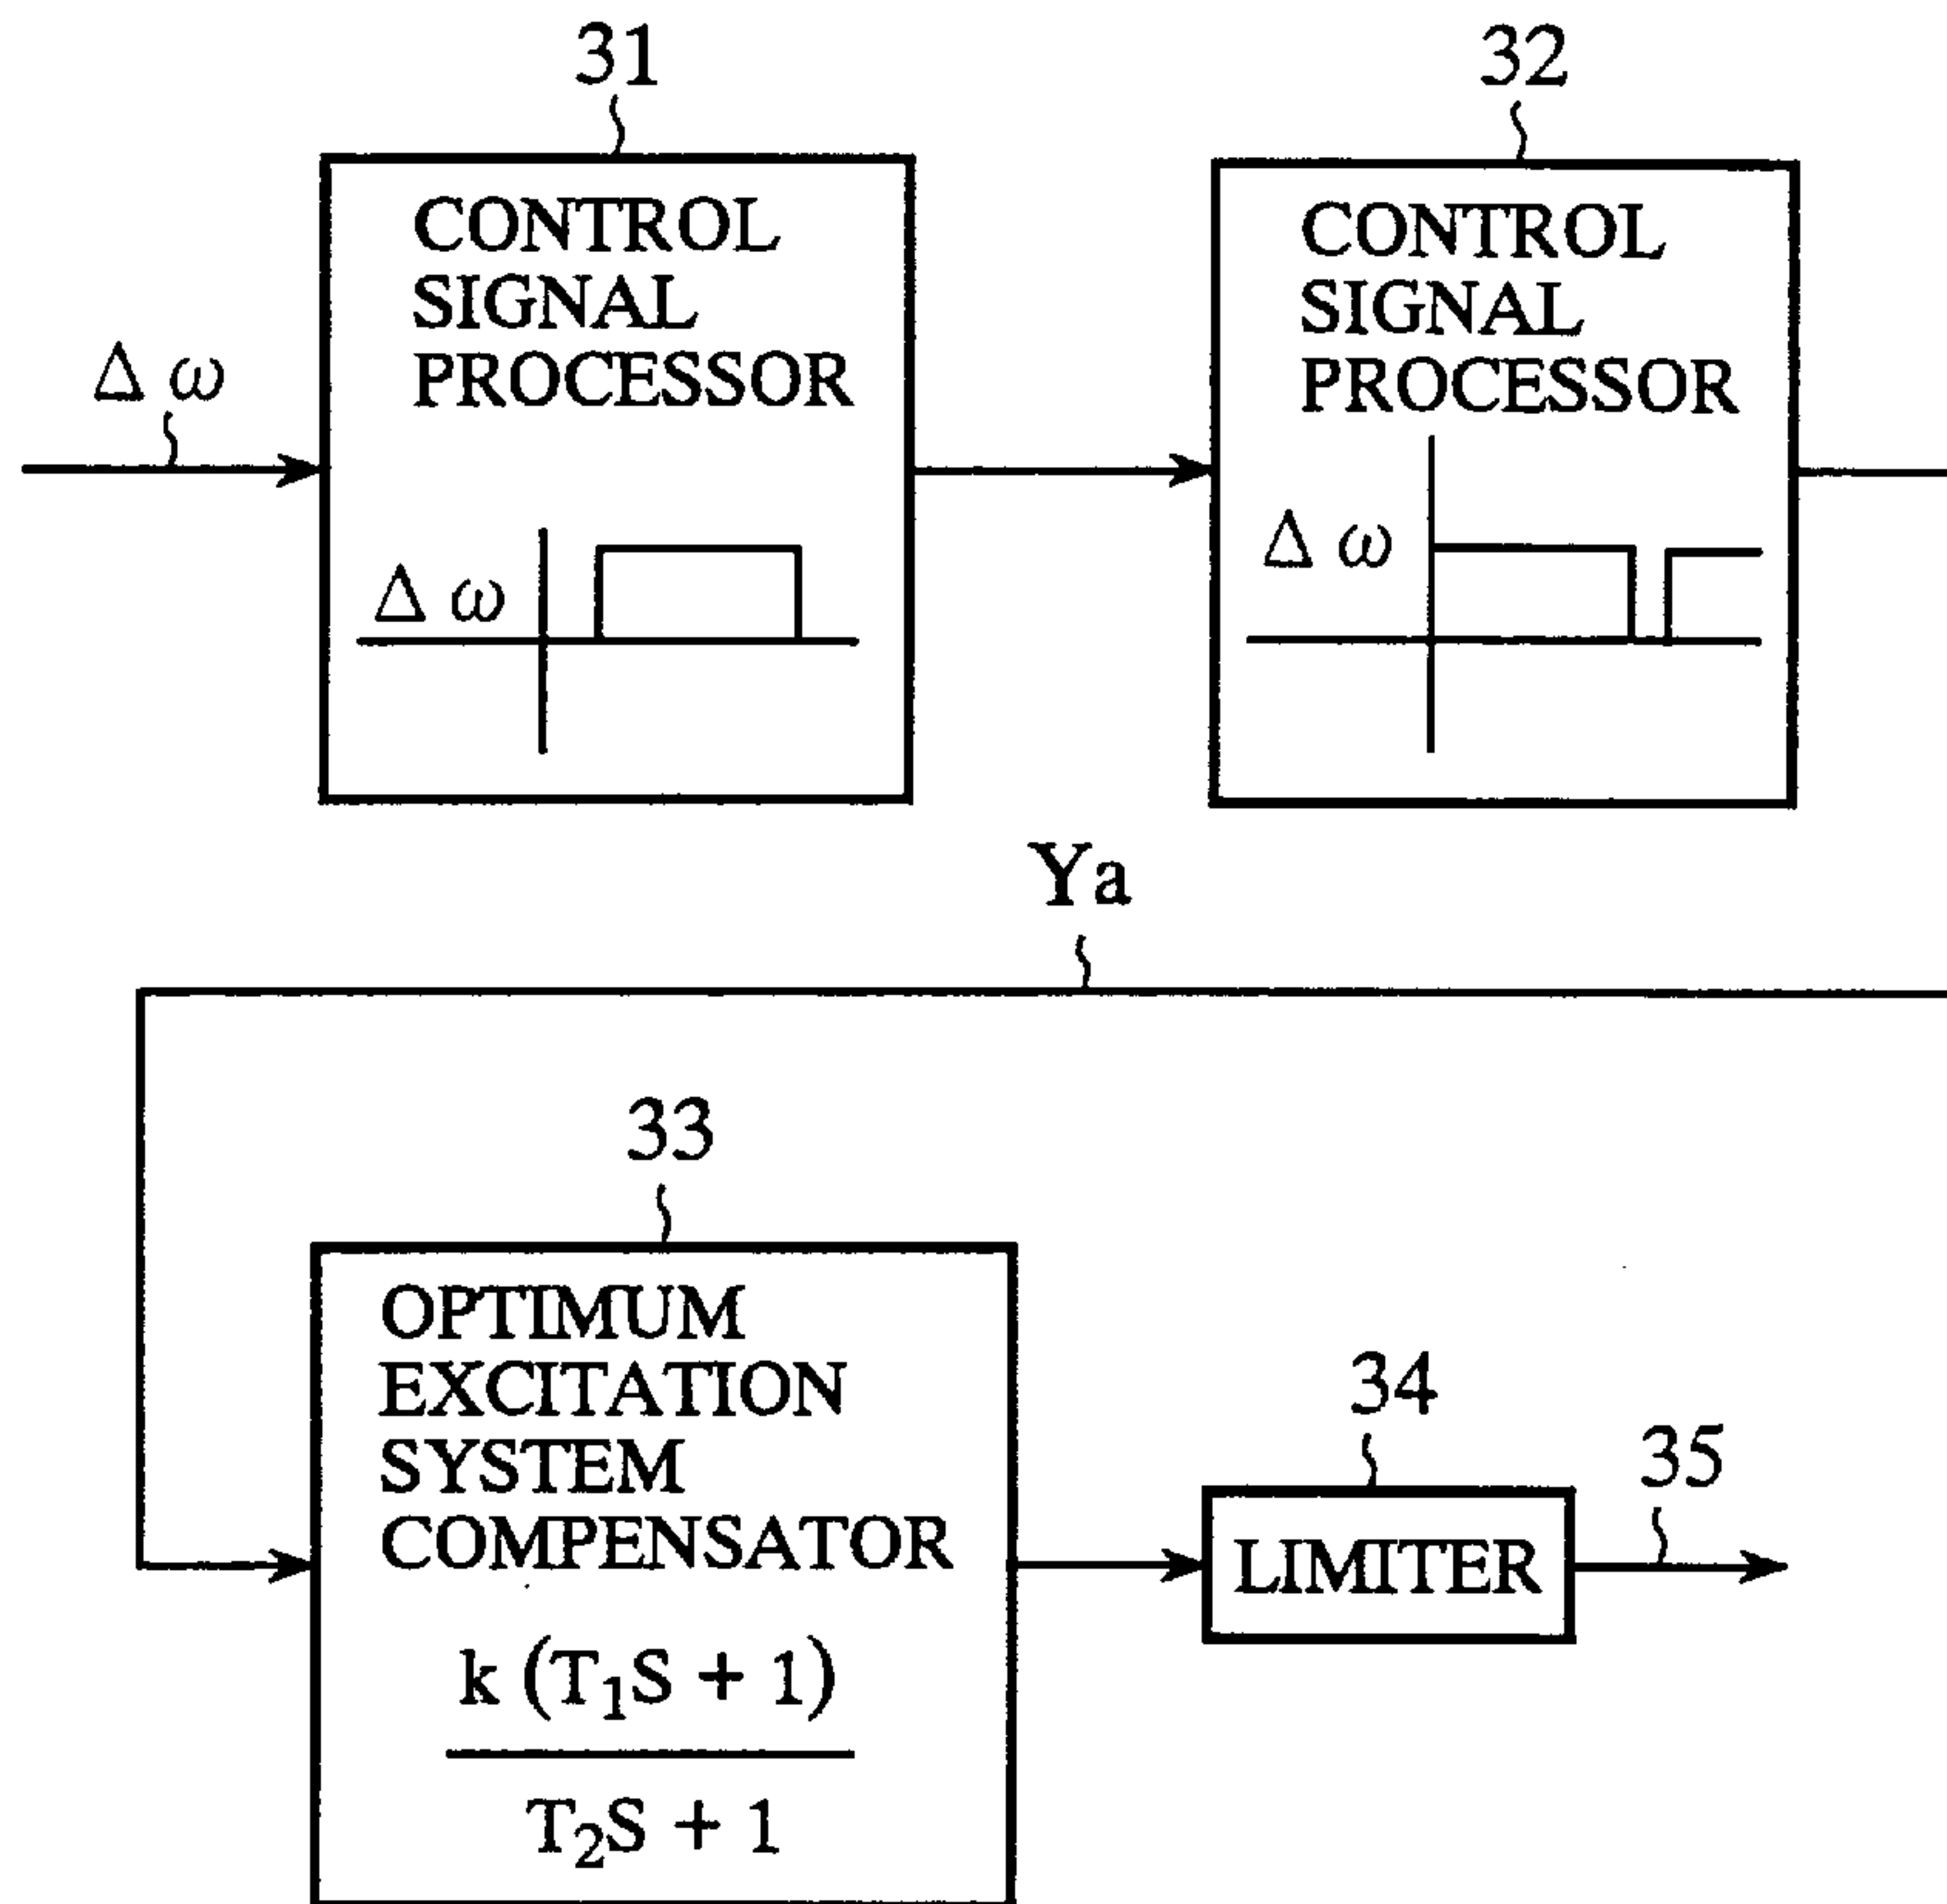 31
32
CONTROL
SIGNAL
PROCESSOR
Δ ω
CONTROL
SIGNAL
PROCESSOR
Δ ω
Δ ω
Ya
33
OPTIMUM
EXCITATION
SYSTEM
COMPENSATOR
k (T₁S + 1)
T₂S + 1
34
LIMITER
35